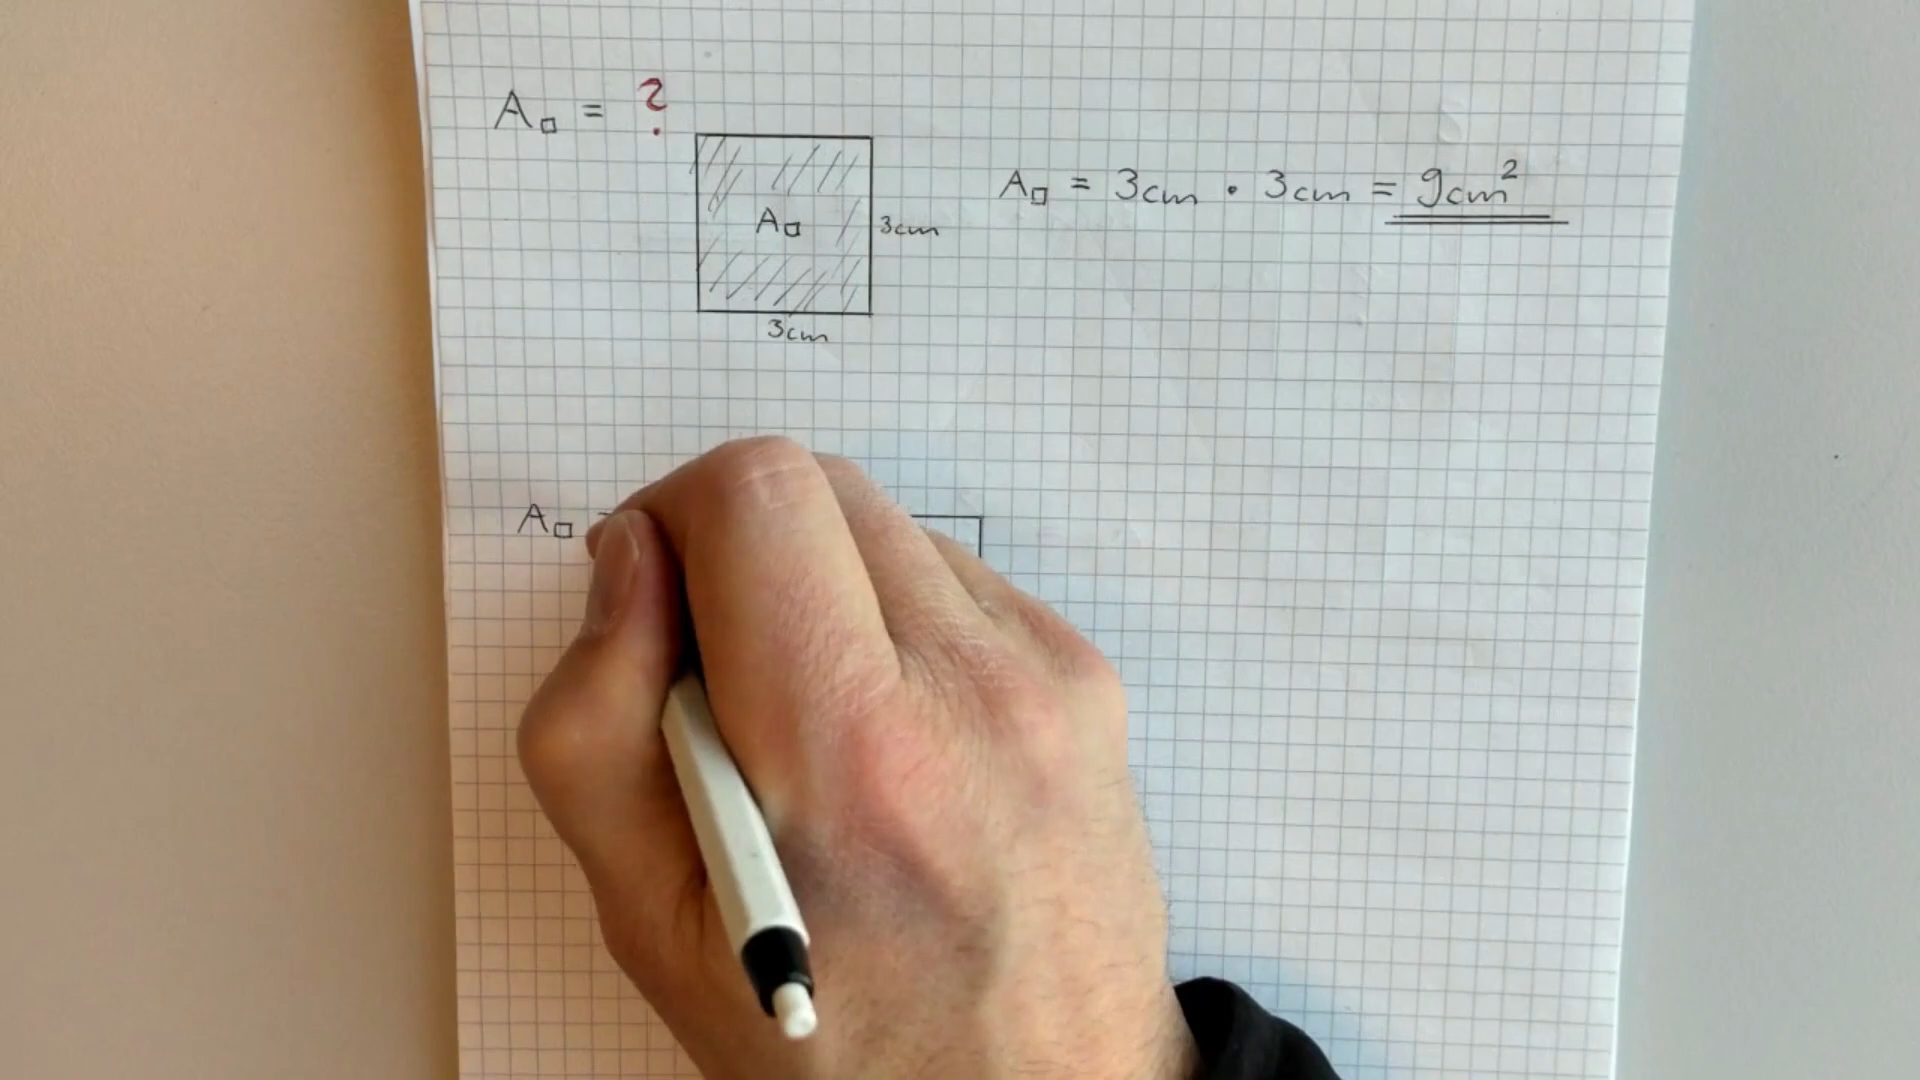 A□ = ?
A□
3cm
3cm
A□ = 3cm · 3cm = 9cm²
A□ =